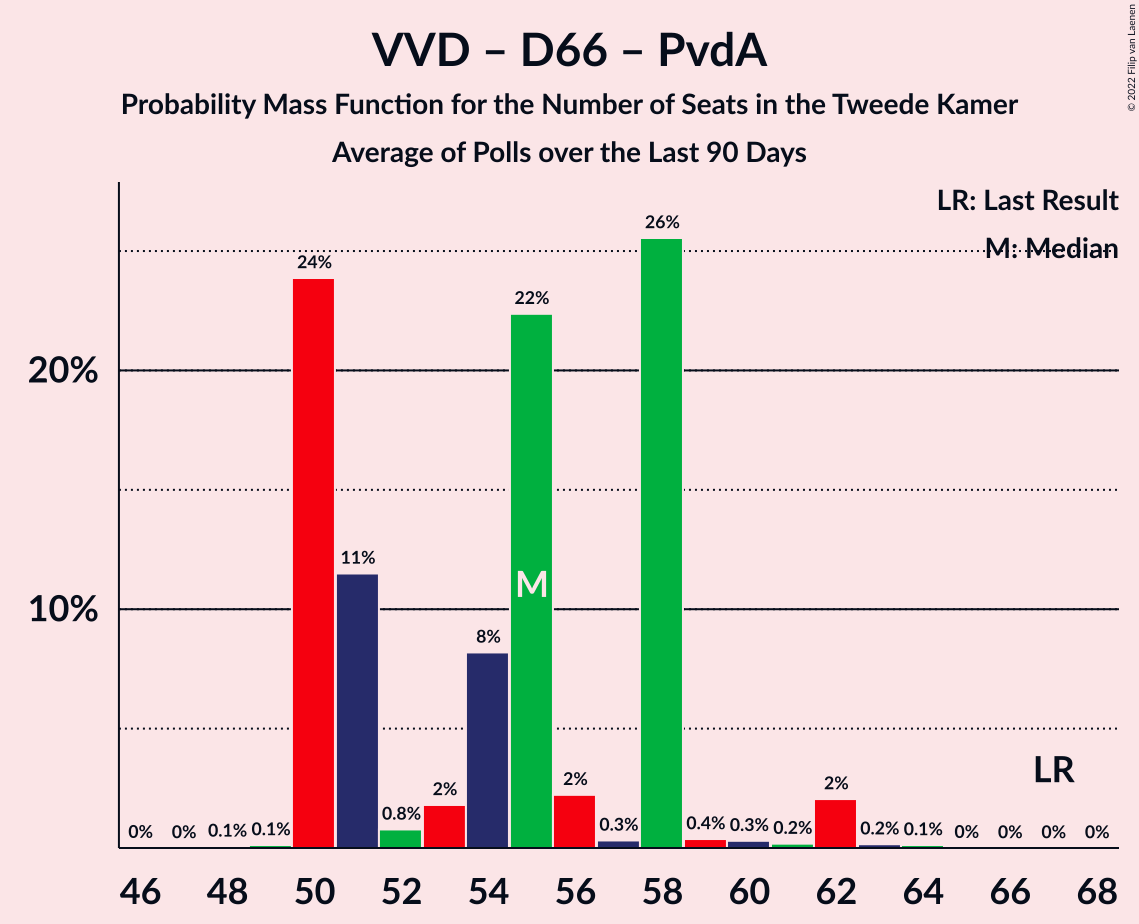 VVD – D66 – PvdA
Probability Mass Function for the Number of Seats in the Tweede Kamer
Average of Polls over the Last 90 Days
© 2022 Filip van Laenen
LR: Last Result
M: Median
26%
24%
22%
20%
11%
M
10%
8%
LR
2%
2%
2%
0.8%
0% 0% 0.1% 0.1% 0.3% 0.4% 0.3% 0.2% 0.2% 0.1% 0% 0% 0% 0%
46 48 50 52 54 56 58 60 62 64 66 68